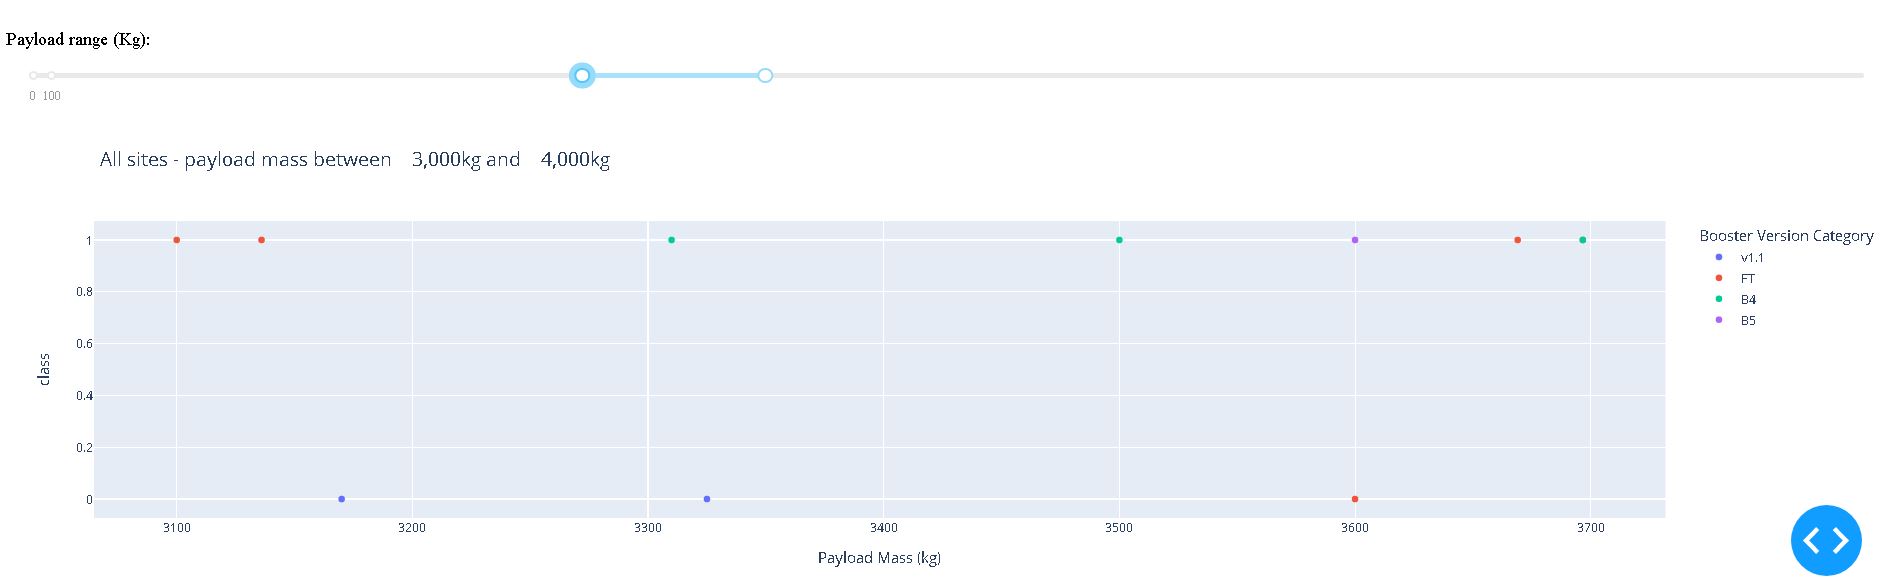 Payload range (Kg):
0 100
All sites - payload mass between 3,000kg and 4,000kg
1
0.8
0.6
0.4
0.2
0
class
3100 3200 3300 3400 3500 3600 3700
Payload Mass (kg)
Booster Version Category
v1.1
FT
B4
B5